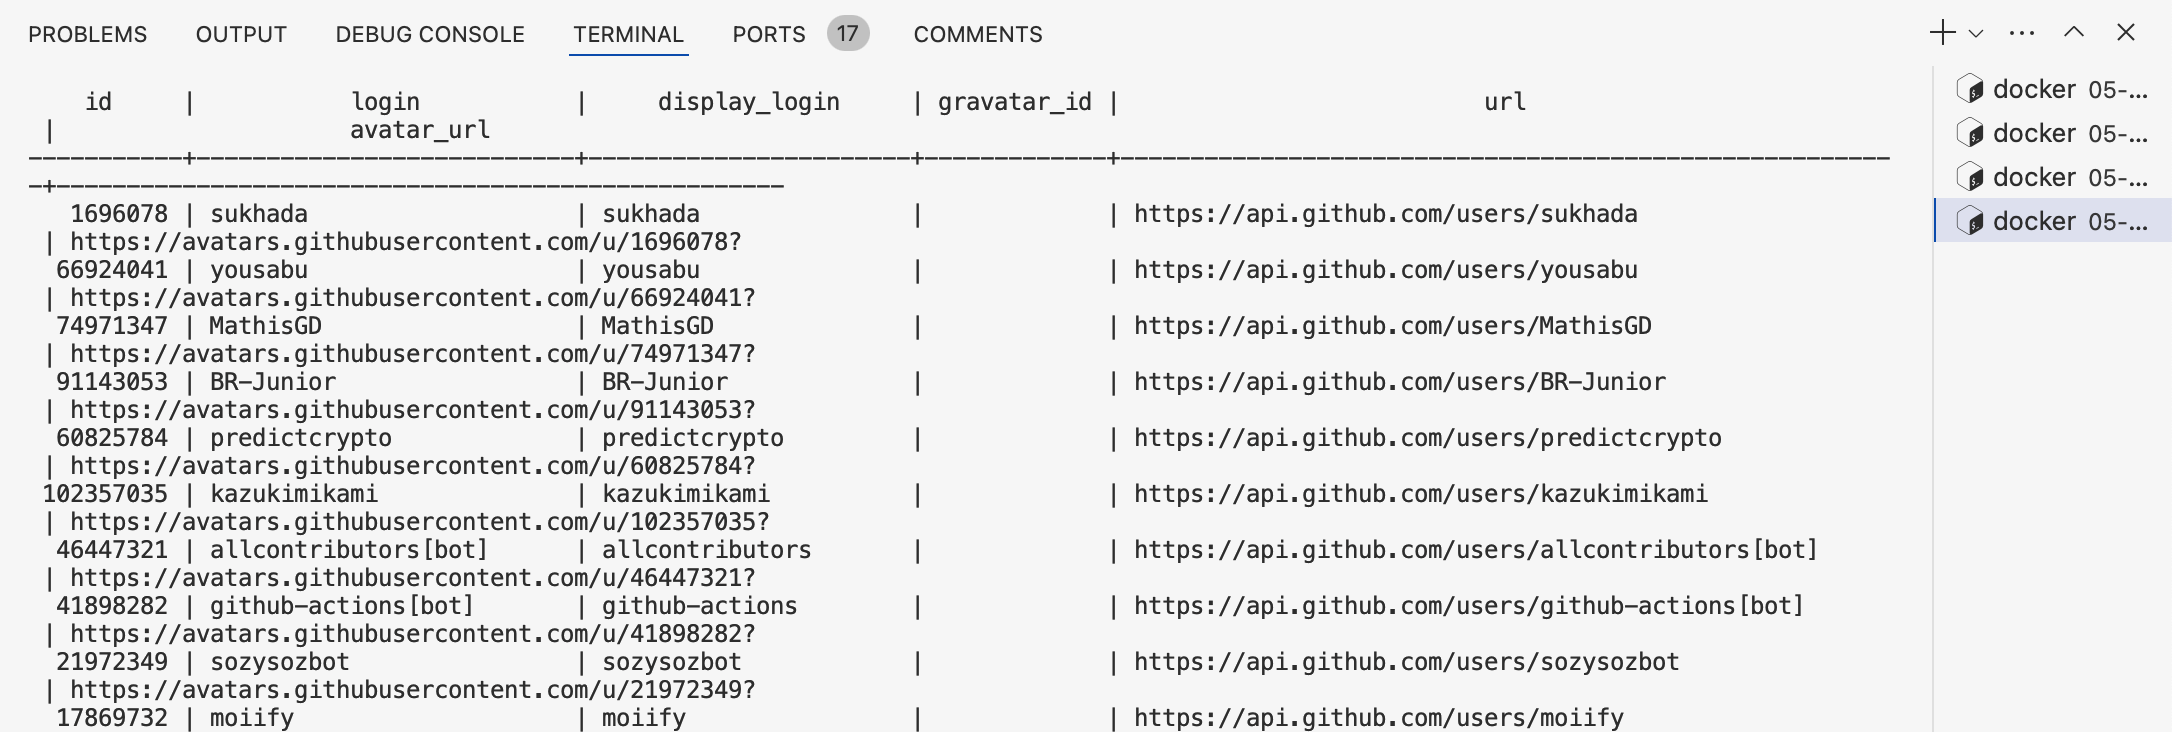 PROBLEMS OUTPUT DEBUG CONSOLE TERMINAL PORTS 17 COMMENTS
id | login | display_login | gravatar_id | url
| avatar_url
-----------+---------------------------+-----------------------+-------------+-------------------------------------------------------
-+----------------------------------------------------
1696078 | sukhada | sukhada | | https://api.github.com/users/sukhada
| https://avatars.githubusercontent.com/u/1696078?
66924041 | yousabu | yousabu | | https://api.github.com/users/yousabu
| https://avatars.githubusercontent.com/u/66924041?
74971347 | MathisGD | MathisGD | | https://api.github.com/users/MathisGD
| https://avatars.githubusercontent.com/u/74971347?
91143053 | BR-Junior | BR-Junior | | https://api.github.com/users/BR-Junior
| https://avatars.githubusercontent.com/u/91143053?
60825784 | predictcrypto | predictcrypto | | https://api.github.com/users/predictcrypto
| https://avatars.githubusercontent.com/u/60825784?
102357035 | kazukimikami | kazukimikami | | https://api.github.com/users/kazukimikami
| https://avatars.githubusercontent.com/u/102357035?
46447321 | allcontributors[bot] | allcontributors | | https://api.github.com/users/allcontributors[bot]
| https://avatars.githubusercontent.com/u/46447321?
41898282 | github-actions[bot] | github-actions | | https://api.github.com/users/github-actions[bot]
| https://avatars.githubusercontent.com/u/41898282?
21972349 | sozysozbot | sozysozbot | | https://api.github.com/users/sozysozbot
| https://avatars.githubusercontent.com/u/21972349?
17869732 | moiify | moiify | | https://api.github.com/users/moiify
docker 05-...
docker 05-...
docker 05-...
docker 05-...